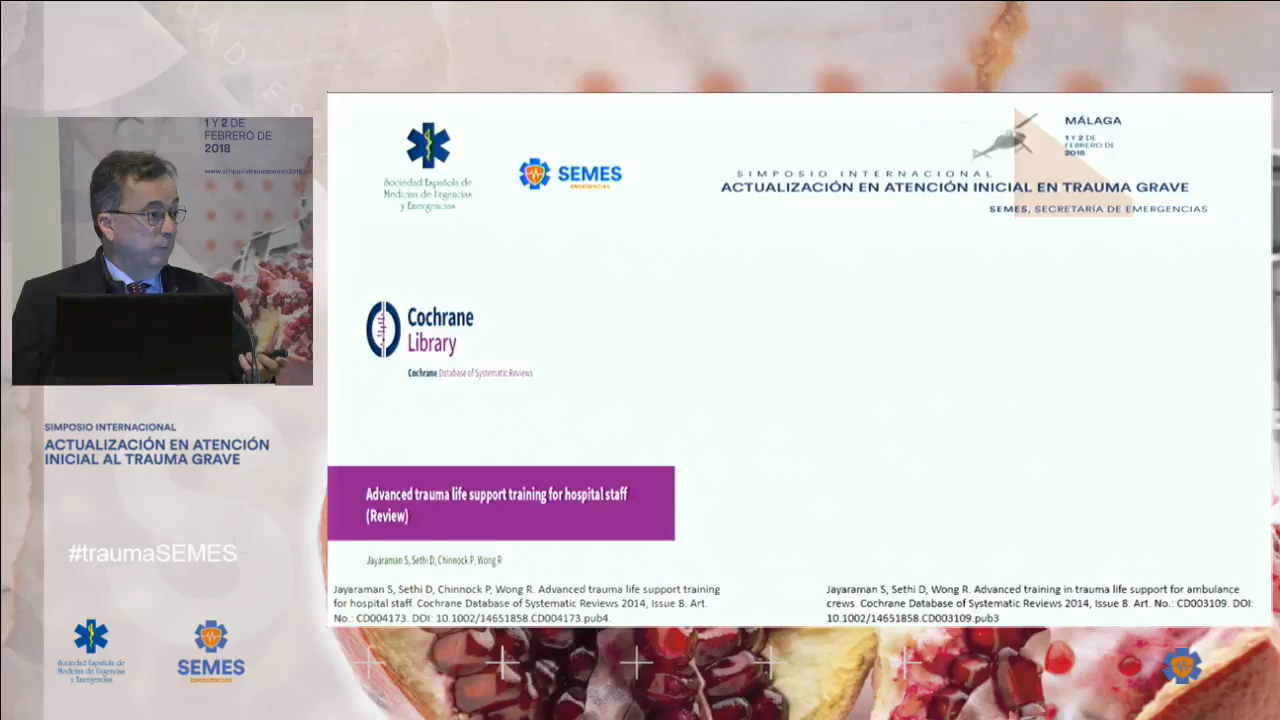 1 Y 2 DE
FEBRERO DE
2018
SIMPOSIO INTERNACIONAL
ACTUALIZACIÓN EN ATENCIÓN
INICIAL AL TRAUMA GRAVE
#traumaSEMES
Sociedad Española de
Medicina de Urgencias
y Emergencias
SEMES
EMERGENCIAS
Sociedad Española de
Medicina de Urgencias
y Emergencias
SEMES
EMERGENCIAS
MÁLAGA
1 Y 2 DE
FEBRERO DE
2018
SIMPOSIO INTERNACIONAL
ACTUALIZACIÓN EN ATENCIÓN INICIAL EN TRAUMA GRAVE
SEMES, SECRETARÍA DE EMERGENCIAS
Cochrane
Library
Cochrane Database of Systematic Reviews
Advanced trauma life support training for hospital staff
(Review)
Jayaraman S, Sethi D, Chinnock P, Wong R
Jayaraman S, Sethi D, Chinnock P, Wong R. Advanced trauma life support training
for hospital staff. Cochrane Database of Systematic Reviews 2014, Issue 8. Art.
No.: CD004173. DOI: 10.1002/14651858.CD004173.pub4.
Jayaraman S, Sethi D, Wong R. Advanced training in trauma life support for ambulance
crews. Cochrane Database of Systematic Reviews 2014, Issue 8. Art. No.: CD003109. DOI:
10.1002/14651858.CD003109.pub3